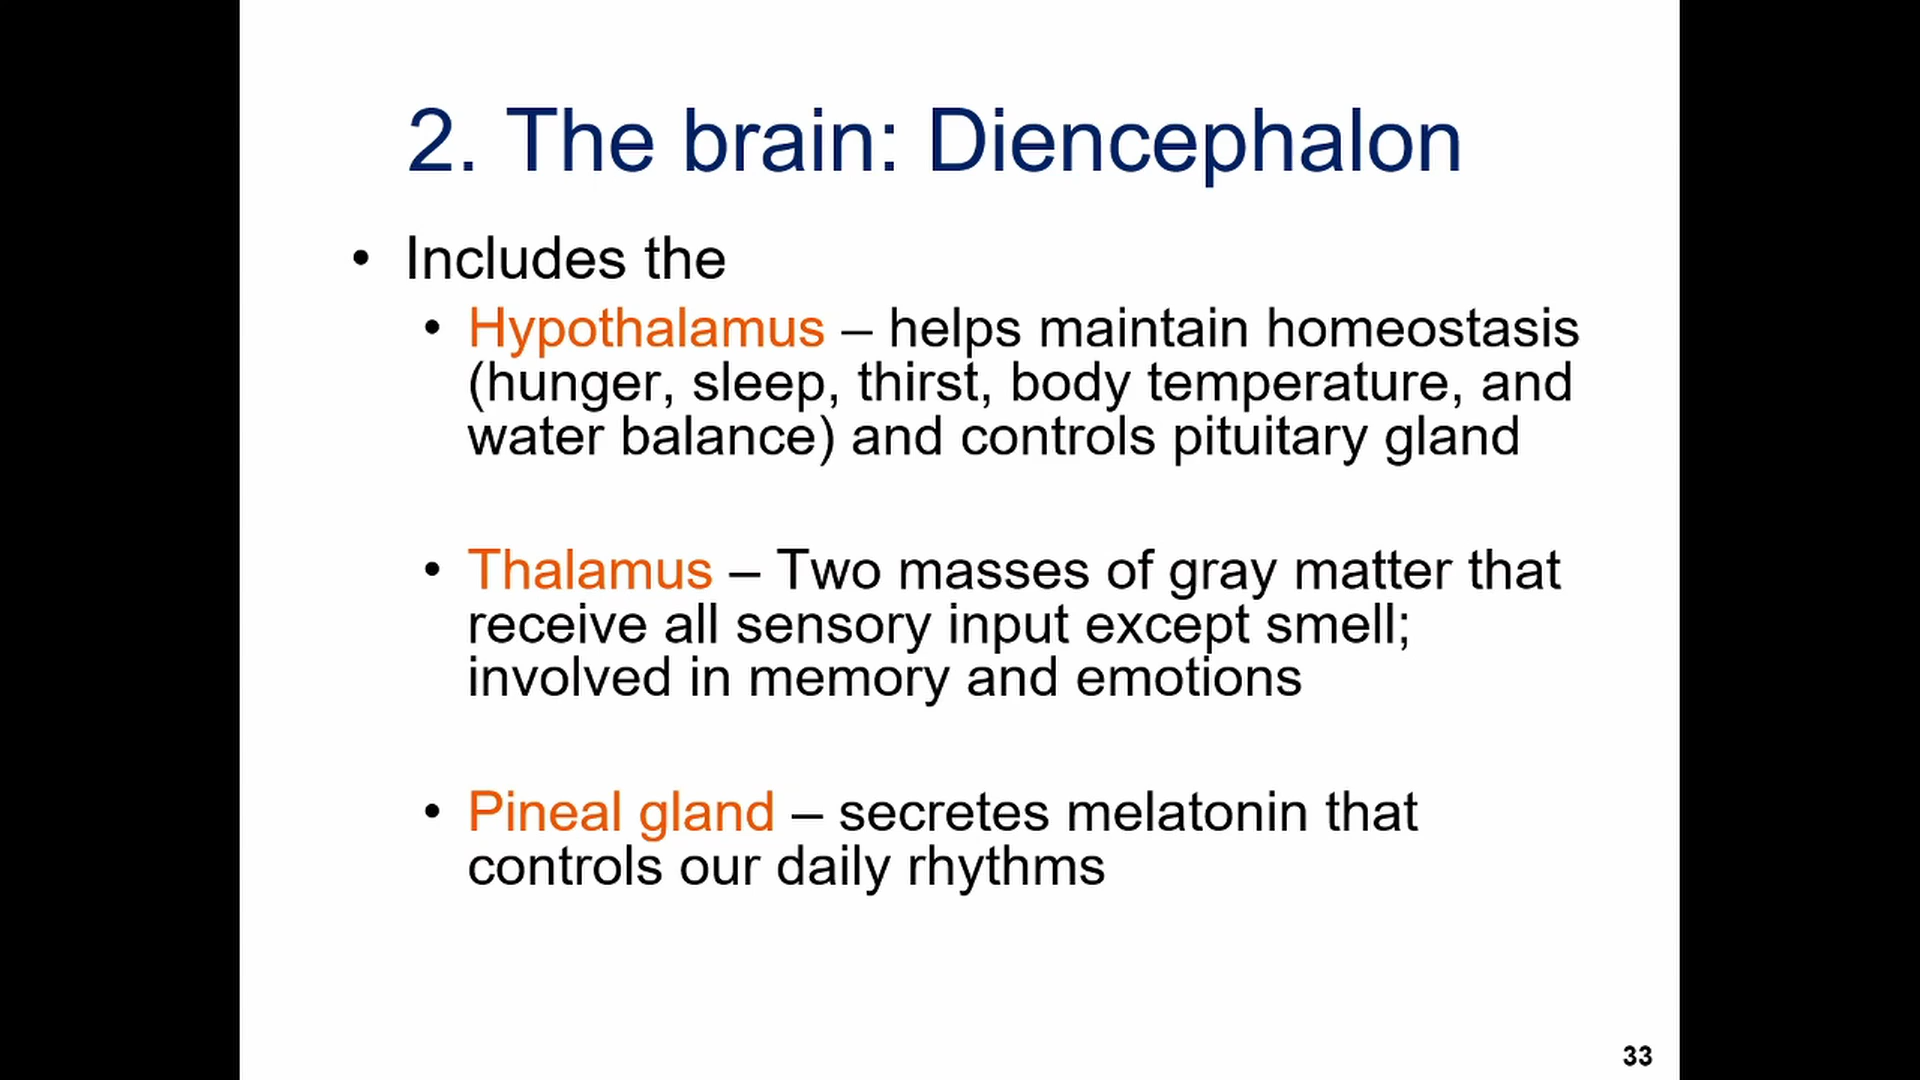 2. The brain: Diencephalon
• Includes the
• Hypothalamus – helps maintain homeostasis
(hunger, sleep, thirst, body temperature, and
water balance) and controls pituitary gland
• Thalamus – Two masses of gray matter that
receive all sensory input except smell;
involved in memory and emotions
• Pineal gland – secretes melatonin that
controls our daily rhythms
33